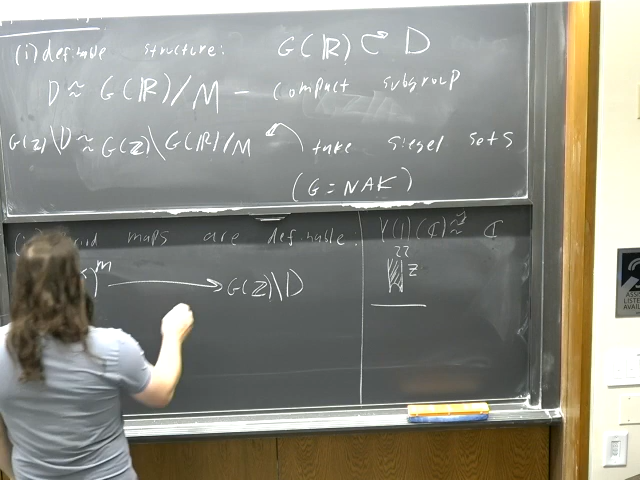 (i) definable structure: G(ℝ) ↻ D
D ≈ G(ℝ)/M – compact subgroup
G(ℤ)\D ≈ G(ℤ)\G(ℝ)/M take siegel sets
(G = NAK)
maps are definable.
)^m → G(ℤ)\D
Y(1)(ℂ) ≈ ℂ
z